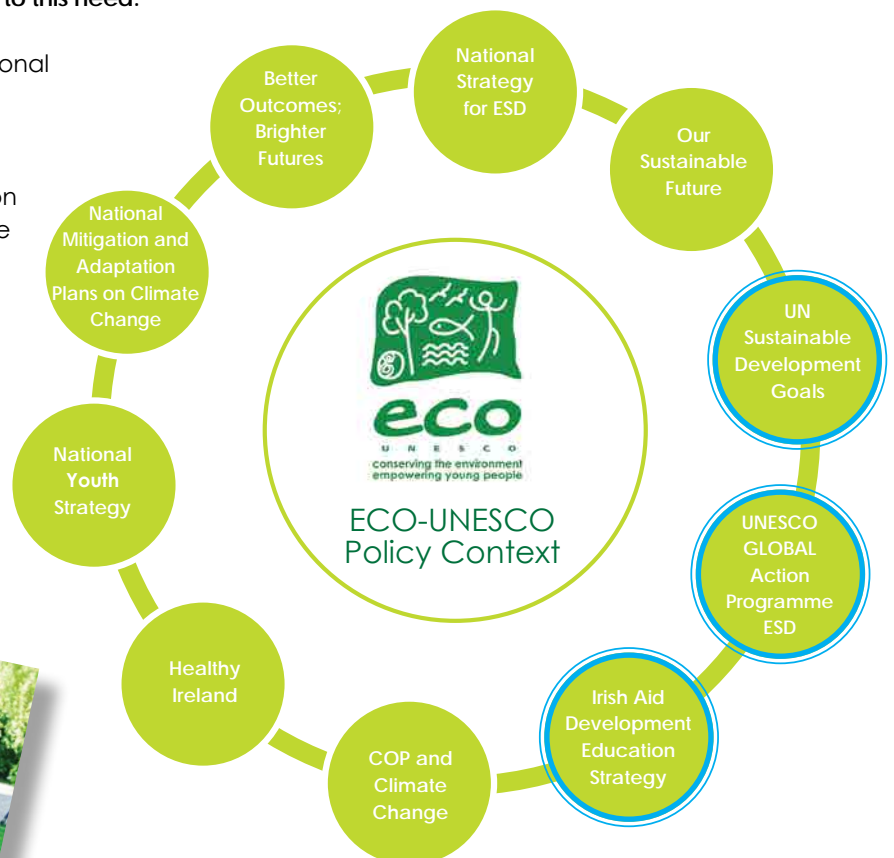 to this need.
onal
on
e
National
Strategy
for ESD
Better
Outcomes;
Brighter
Futures
Our
Sustainable
Future
National
Mitigation and
Adaptation
Plans on Climate
Change
UN
Sustainable
Development
Goals
National
Youth
Strategy
eco
UNESCO
conserving the environment
empowering young people
ECO-UNESCO
Policy Context
UNESCO
GLOBAL
Action
Programme
ESD
Healthy
Ireland
Irish Aid
Development
Education
Strategy
COP and
Climate
Change